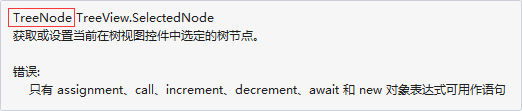 TreeNode TreeView.SelectedNode
获取或设置当前在树视图控件中选定的树节点。
错误:
只有 assignment、call、increment、decrement、await 和 new 对象表达式可用作语句